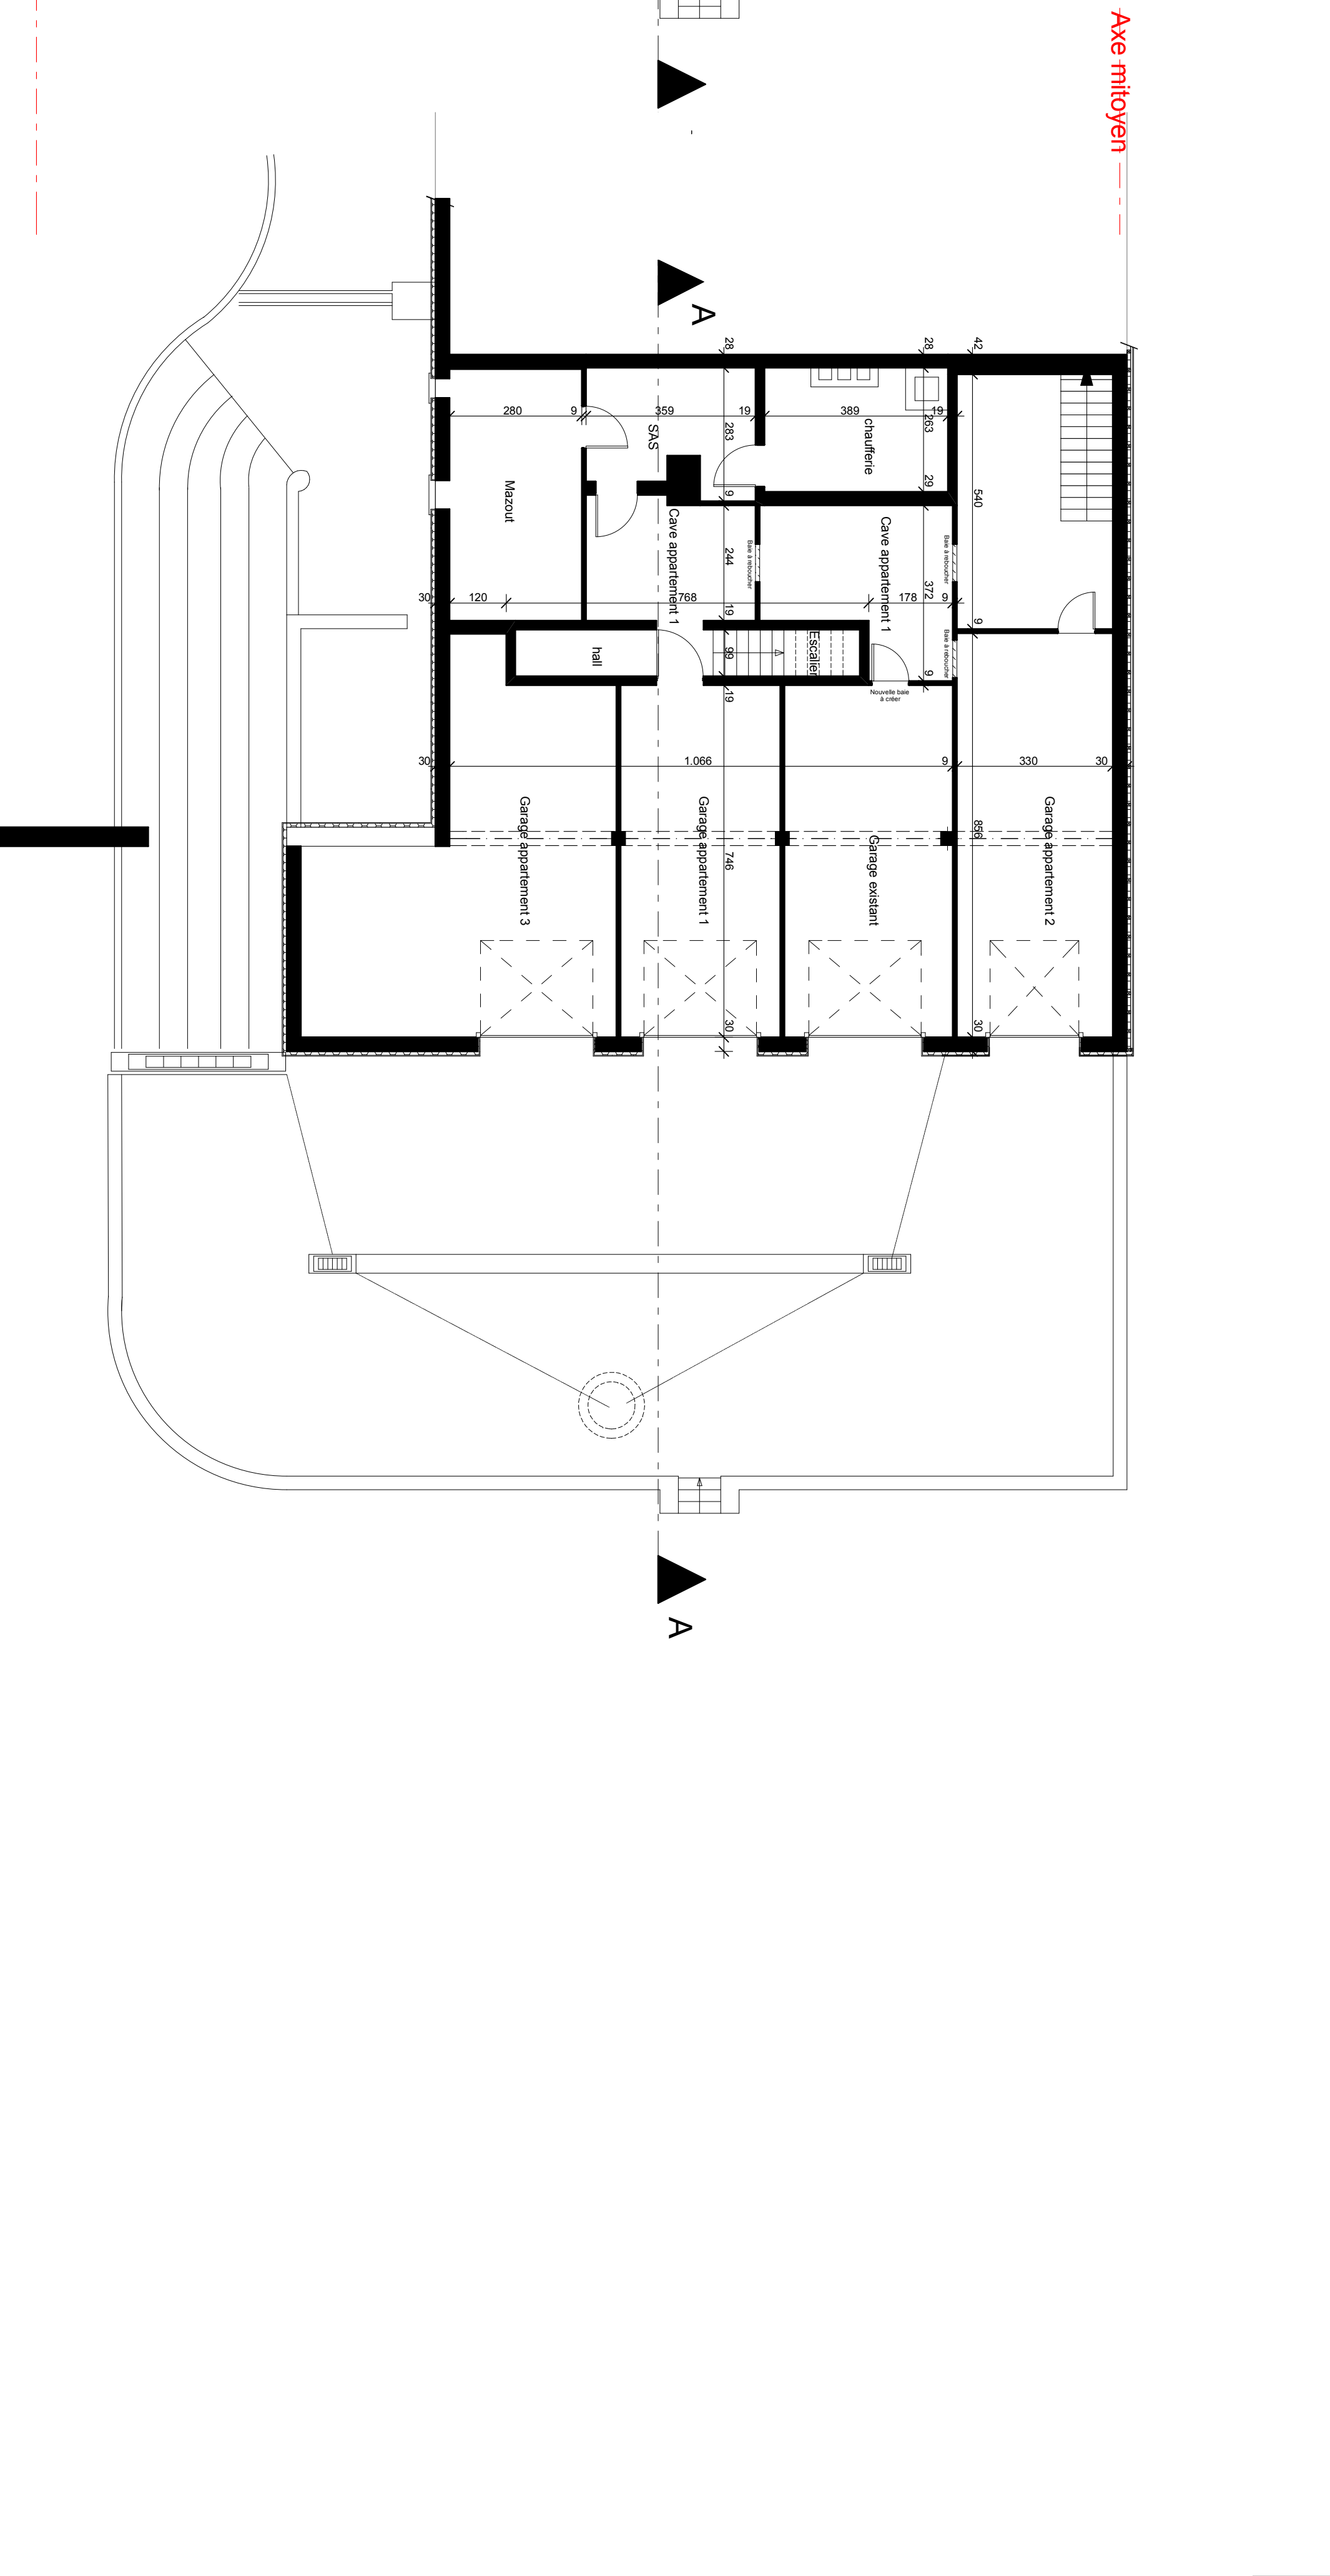 Axe mitoyen
A
28
28
42
280
9
359
19
389
19
263
283
SAS
chaufferie
29
9
540
Mazout
Cave appartement 1
Cave appartement 1
Baie à reboucher
Baie à reboucher
244
372
30
120
768
178
9
19
9
hall
99
Escalier
Baie à reboucher
9
19
Nouvelle baie
à créer
30
1.066
9
330
30
Garage appartement 3
Garage appartement 1
Garage existant
Garage appartement 2
856
746
30
30
A